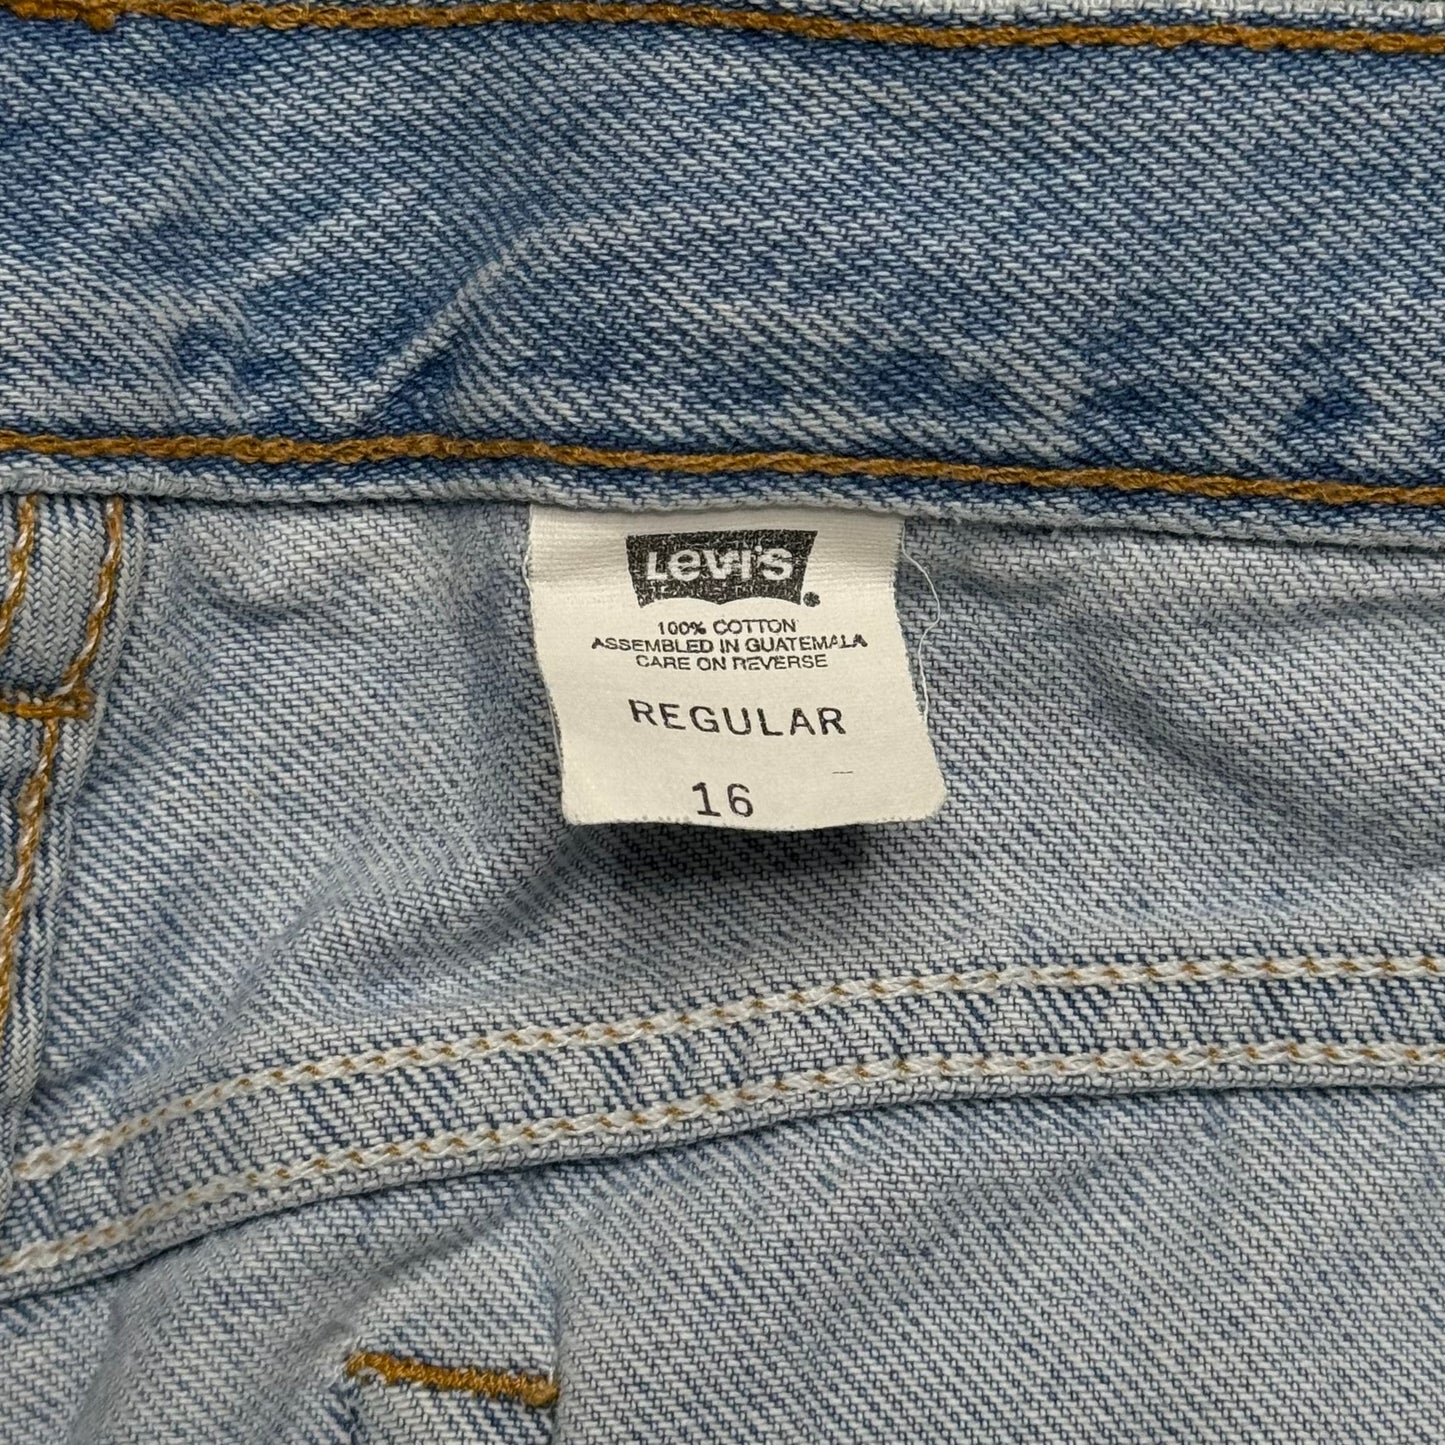 Levi's
100% COTTON
ASSEMBLED IN GUATEMALA
CARE ON REVERSE
REGULAR
16